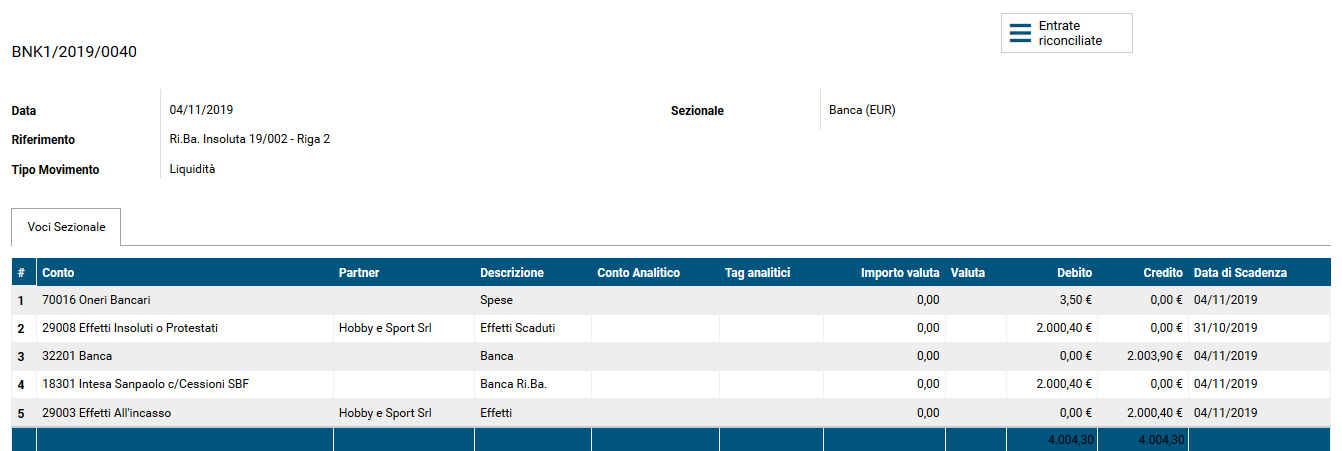 Entrate
riconciliate
BNK1/2019/0040
Data 04/11/2019 Sezionale Banca (EUR)
Riferimento Ri.Ba. Insoluta 19/002 - Riga 2
Tipo Movimento Liquidità
Voci Sezionale
# Conto Partner Descrizione Conto Analitico Tag analitici Importo valuta Valuta Debito Credito Data di Scadenza
1 70016 Oneri Bancari Spese 0,00 3,50 € 0,00 € 04/11/2019
2 29008 Effetti Insoluti o Protestati Hobby e Sport Srl Effetti Scaduti 0,00 2.000,40 € 0,00 € 31/10/2019
3 32201 Banca Banca 0,00 0,00 € 2.003,90 € 04/11/2019
4 18301 Intesa Sanpaolo c/Cessioni SBF Banca Ri.Ba. 0,00 2.000,40 € 0,00 € 04/11/2019
5 29003 Effetti All'incasso Hobby e Sport Srl Effetti 0,00 0,00 € 2.000,40 € 04/11/2019
4.004,30 4.004,30